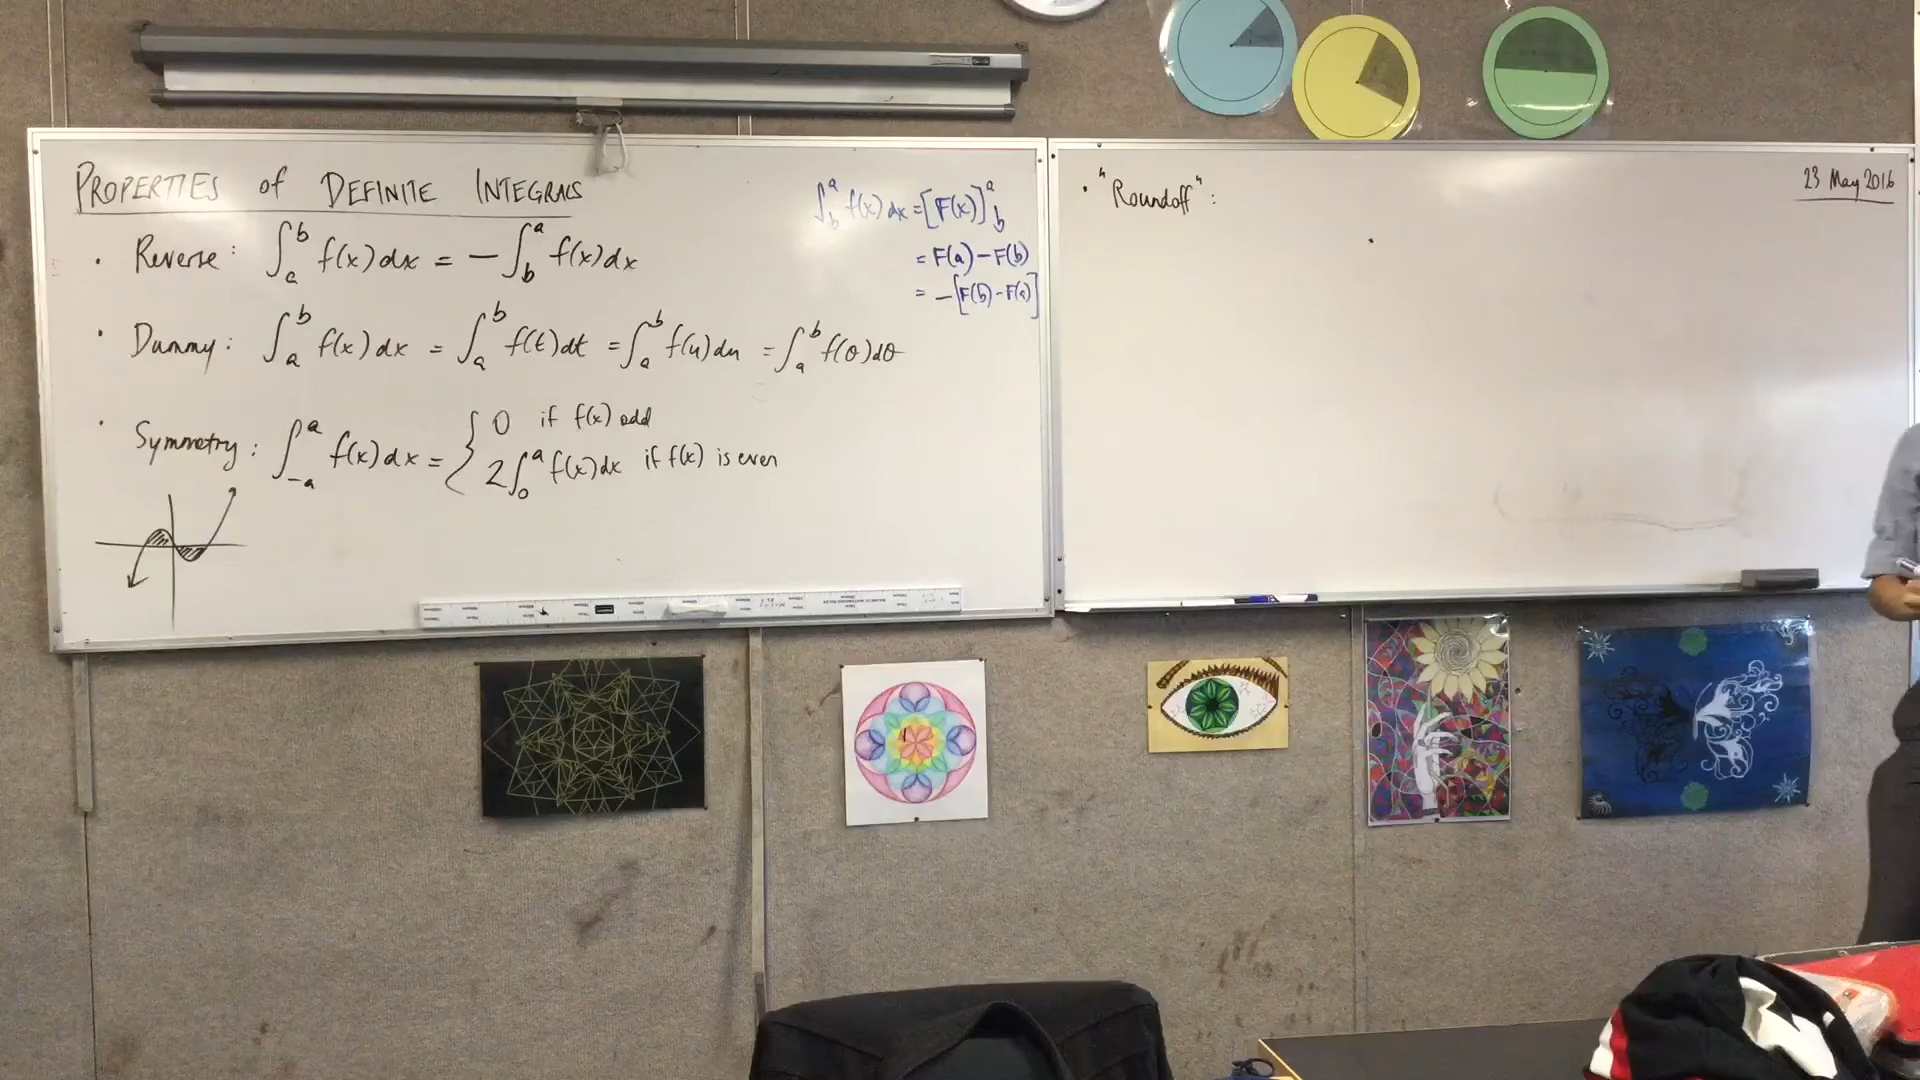 PROPERTIES of DEFINITE INTEGRALS
• Reverse: ∫_a^b f(x)dx = −∫_b^a f(x)dx
• Dummy: ∫_a^b f(x)dx = ∫_a^b f(t)dt = ∫_a^b f(u)du = ∫_a^b f(θ)dθ
• Symmetry: ∫_{-a}^a f(x)dx = { 0 if f(x) odd
2∫_0^a f(x)dx if f(x) is even
∫_b^a f(x)dx = [F(x)]_b^a
= F(a) − F(b)
= −[F(b) − F(a)]
• "Roundoff":
23 May 2016